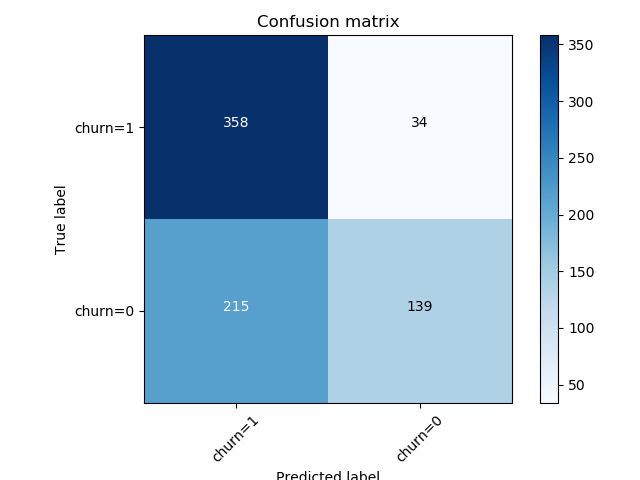 Confusion matrix
True label
churn=1
358
34
churn=0
215
139
churn=1
churn=0
Predicted label
350
300
250
200
150
100
50